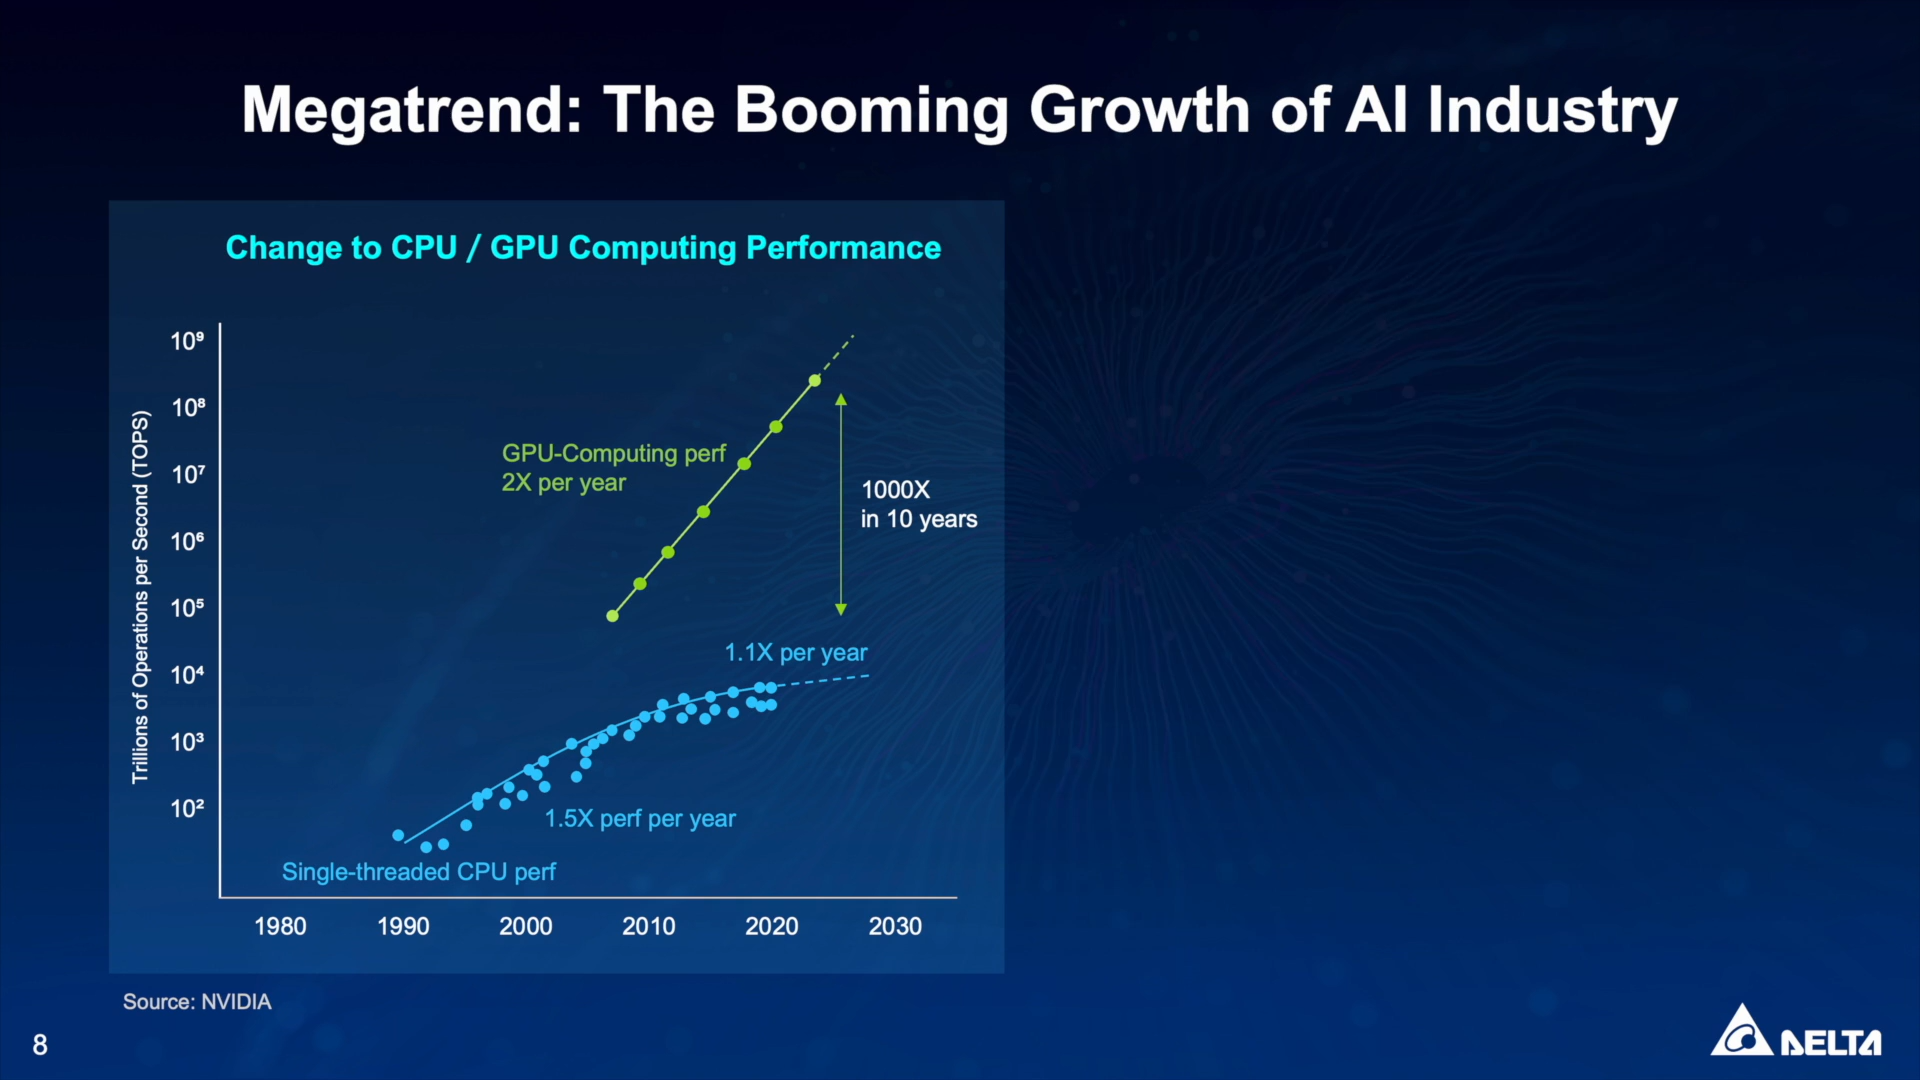 Megatrend: The Booming Growth of AI Industry
Change to CPU / GPU Computing Performance
Trillions of Operations per Second (TOPS)
10⁹
10⁸
10⁷
10⁶
10⁵
10⁴
10³
10²
GPU-Computing perf
2X per year
1000X
in 10 years
1.1X per year
1.5X perf per year
Single-threaded CPU perf
1980 1990 2000 2010 2020 2030
Source: NVIDIA
8
DELTA